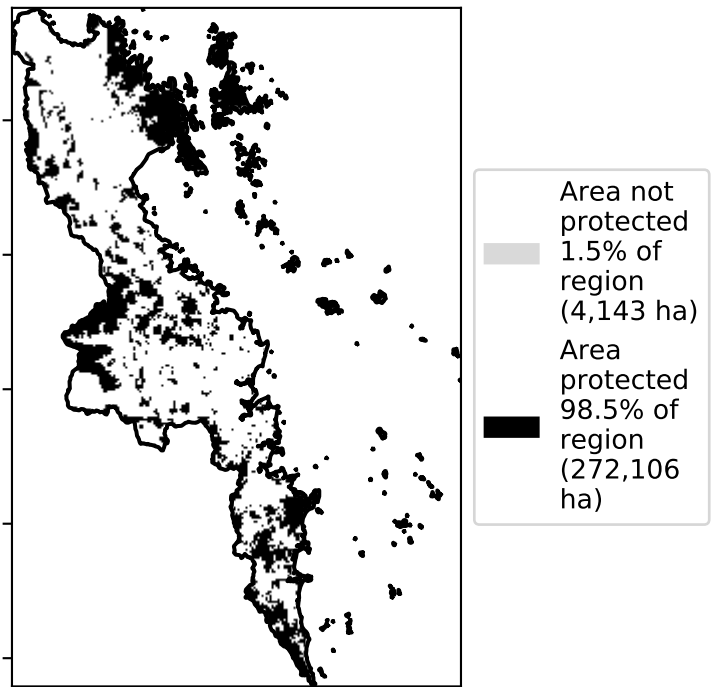 Area not
protected
1.5% of
region
(4,143 ha)
Area
protected
98.5% of
region
(272,106
ha)